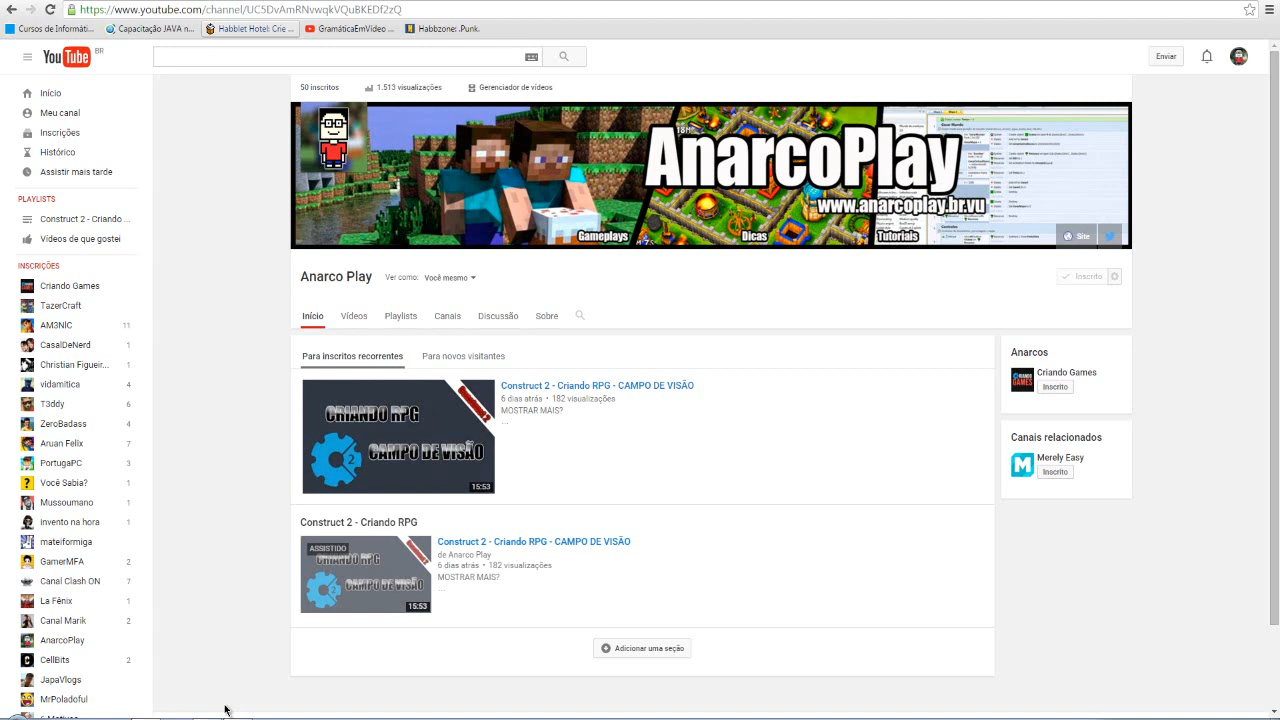 https://www.youtube.com/channel/UC5DvAmRNvwqkVQuBKEDf2zQ
Cursos de Informáti... Capacitação JAVA n... Habblet Hotel: Crie ... GramáticaEmVídeo ... Habbzone: .Punk.
YouTube BR
Enviar
50 inscritos 1.513 visualizações Gerenciador de vídeos
Início
Meu canal
Inscrições
Histórico
Assistir mais tarde
PLAYLISTS
Construct 2 - Criando ...
Vídeos de que gostei
INSCRIÇÕES
Criando Games
TazerCraft
AM3NIC 11
CasalDeNerd 1
Christian Figueir... 1
vidamitica 4
T3ddy 4
ZeroBadass 4
Aruan Felix 7
PortugaPC 3
Você Sabia? 1
Mussoumano 1
invento na hora 1
mateiformiga
GamerMFA 2
Canal Clash ON 7
La Fênix 1
Canal Marik 2
AnarcoPlay
CellBits 2
JapaVlogs
MrPoladoful
AnarcoPlay
www.anarcoplay.br.vu
Gameplays Dicas Tutoriais
Site
Anarco Play Ver como: Você mesmo
Inscrito
Início Vídeos Playlists Canais Discussão Sobre
Para inscritos recorrentes Para novos visitantes
CRIANDO RPG
CAMPO DE VISÃO
2
15:53
Construct 2 - Criando RPG - CAMPO DE VISÃO
6 dias atrás • 182 visualizações
MOSTRAR MAIS?
...
Construct 2 - Criando RPG
ASSISTIDO
CRIANDO RPG
CAMPO DE VISÃO
2
15:53
Construct 2 - Criando RPG - CAMPO DE VISÃO
de Anarco Play
6 dias atrás • 182 visualizações
MOSTRAR MAIS?
...
Adicionar uma seção
Anarcos
CRIANDO GAMES
Criando Games
Inscrito
Canais relacionados
M
Merely Easy
Inscrito